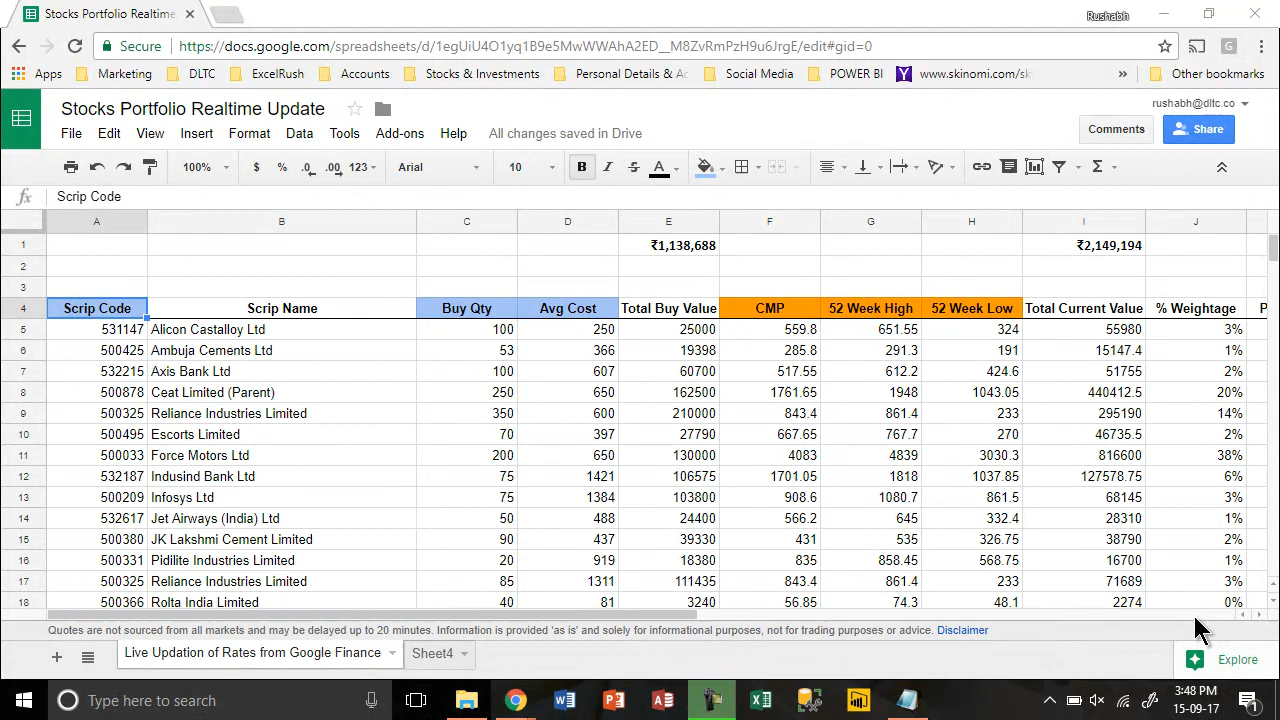 Stocks Portfolio Realtime
Rushabh
Secure https://docs.google.com/spreadsheets/d/1egUiU4O1yq1B9e5MwWWAhA2ED__M8ZvRmPzH9u6JrgE/edit#gid=0
Apps Marketing DLTC ExcelRush Accounts Stocks & Investments Personal Details & Ac Social Media POWER BI www.skinomi.com/sk » Other bookmarks
Stocks Portfolio Realtime Update
rushabh@dltc.co
File Edit View Insert Format Data Tools Add-ons Help All changes saved in Drive
Comments Share
100% $ % .0 .00 123 Arial 10 B I S A Σ
fx Scrip Code
A B C D E F G H I J
1 ₹1,138,688 ₹2,149,194
2
3
4 Scrip Code Scrip Name Buy Qty Avg Cost Total Buy Value CMP 52 Week High 52 Week Low Total Current Value % Weightage P
5 531147 Alicon Castalloy Ltd 100 250 25000 559.8 651.55 324 55980 3%
6 500425 Ambuja Cements Ltd 53 366 19398 285.8 291.3 191 15147.4 1%
7 532215 Axis Bank Ltd 100 607 60700 517.55 612.2 424.6 51755 2%
8 500878 Ceat Limited (Parent) 250 650 162500 1761.65 1948 1043.05 440412.5 20%
9 500325 Reliance Industries Limited 350 600 210000 843.4 861.4 233 295190 14%
10 500495 Escorts Limited 70 397 27790 667.65 767.7 270 46735.5 2%
11 500033 Force Motors Ltd 200 650 130000 4083 4839 3030.3 816600 38%
12 532187 Indusind Bank Ltd 75 1421 106575 1701.05 1818 1037.85 127578.75 6%
13 500209 Infosys Ltd 75 1384 103800 908.6 1080.7 861.5 68145 3%
14 532617 Jet Airways (India) Ltd 50 488 24400 566.2 645 332.4 28310 1%
15 500380 JK Lakshmi Cement Limited 90 437 39330 431 535 326.75 38790 2%
16 500331 Pidilite Industries Limited 20 919 18380 835 858.45 568.75 16700 1%
17 500325 Reliance Industries Limited 85 1311 111435 843.4 861.4 233 71689 3%
18 500366 Rolta India Limited 40 81 3240 56.85 74.3 48.1 2274 0%
Quotes are not sourced from all markets and may be delayed up to 20 minutes. Information is provided 'as is' and solely for informational purposes, not for trading purposes or advice. Disclaimer
Live Updation of Rates from Google Finance Sheet4 Explore
Type here to search
3:48 PM
15-09-17
1